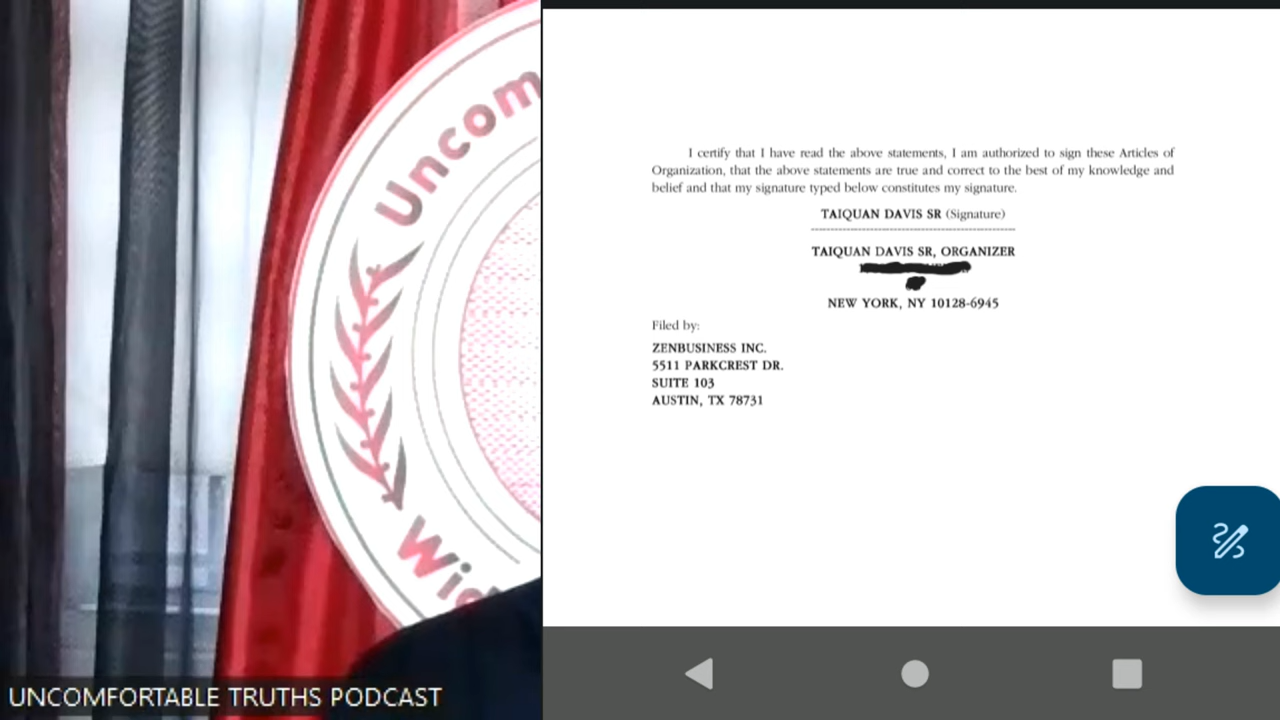 Uncom
Wid
UNCOMFORTABLE TRUTHS PODCAST
I certify that I have read the above statements, I am authorized to sign these Articles of
Organization, that the above statements are true and correct to the best of my knowledge and
belief and that my signature typed below constitutes my signature.
TAIQUAN DAVIS SR (Signature)
TAIQUAN DAVIS SR, ORGANIZER
NEW YORK, NY 10128-6945
Filed by:
ZENBUSINESS INC.
5511 PARKCREST DR.
SUITE 103
AUSTIN, TX 78731